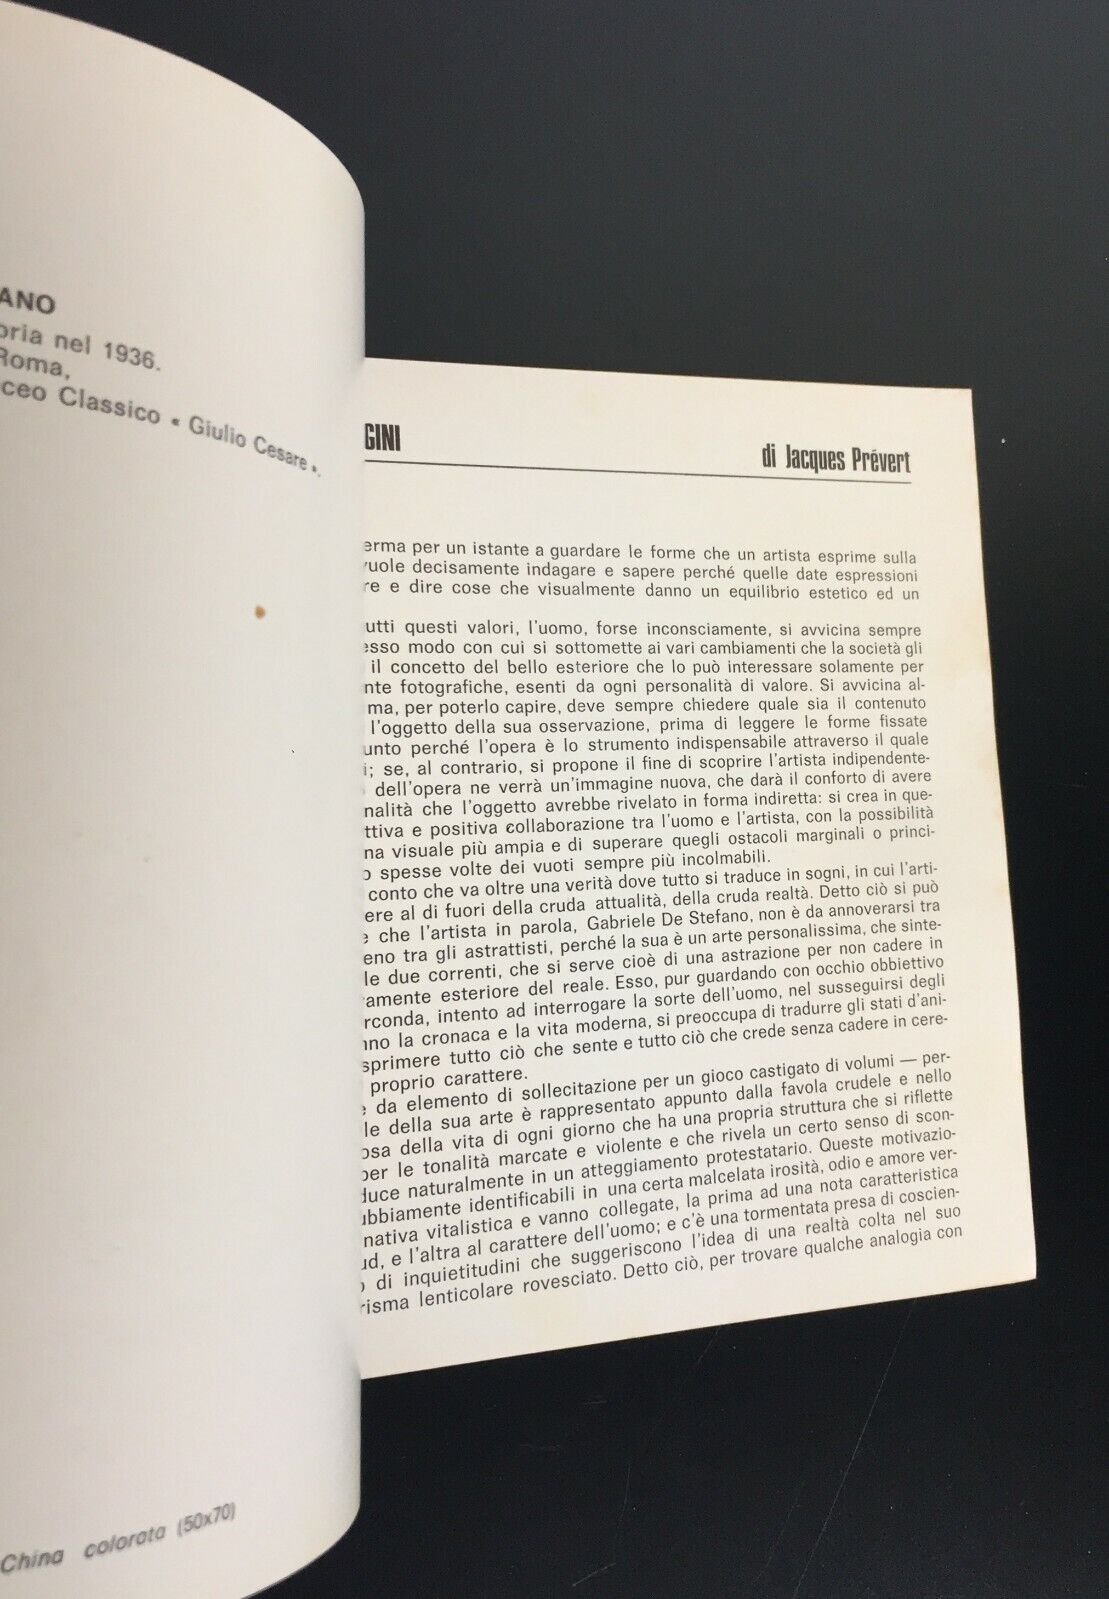 ANO
oria nel 1936.
Roma,
ceo Classico « Giulio Cesare ».
China colorata (50x70)
GINI
di Jacques Prévert
erma per un istante a guardare le forme che un artista esprime sulla
vuole decisamente indagare e sapere perché quelle date espressioni
re e dire cose che visualmente danno un equilibrio estetico ed un
utti questi valori, l'uomo, forse inconsciamente, si avvicina sempre
esso modo con cui si sottomette ai vari cambiamenti che la società gli
il concetto del bello esteriore che lo può interessare solamente per
nte fotografiche, esenti da ogni personalità di valore. Si avvicina al-
ma, per poterlo capire, deve sempre chiedere quale sia il contenuto
l'oggetto della sua osservazione, prima di leggere le forme fissate
unto perché l'opera è lo strumento indispensabile attraverso il quale
i; se, al contrario, si propone il fine di scoprire l'artista indipendente-
dell'opera ne verrà un'immagine nuova, che darà il conforto di avere
nalità che l'oggetto avrebbe rivelato in forma indiretta: si crea in que-
ttiva e positiva collaborazione tra l'uomo e l'artista, con la possibilità
na visuale più ampia e di superare quegli ostacoli marginali o princi-
o spesse volte dei vuoti sempre più incolmabili.
conto che va oltre una verità dove tutto si traduce in sogni, in cui l'arti-
ere al di fuori della cruda attualità, della cruda realtà. Detto ciò si può
e che l'artista in parola, Gabriele De Stefano, non è da annoverarsi tra
eno tra gli astrattisti, perché la sua è un arte personalissima, che sinte-
le due correnti, che si serve cioè di una astrazione per non cadere in
ramente esteriore del reale. Esso, pur guardando con occhio obbiettivo
rconda, intento ad interrogare la sorte dell'uomo, nel susseguirsi degli
nno la cronaca e la vita moderna, si preoccupa di tradurre gli stati d'ani-
sprimere tutto ciò che sente e tutto ciò che crede senza cadere in cere-
proprio carattere.
e da elemento di sollecitazione per un gioco castigato di volumi — per-
le della sua arte è rappresentato appunto dalla favola crudele e nello
osa della vita di ogni giorno che ha una propria struttura che si riflette
per le tonalità marcate e violente e che rivela un certo senso di scon-
duce naturalmente in un atteggiamento protestatario. Queste motivazio-
ubbiamente identificabili in una certa malcelata irosità, odio e amore ver-
nativa vitalistica e vanno collegate, la prima ad una nota caratteristica
ud, e l'altra al carattere dell'uomo; e c'è una tormentata presa di coscien-
o di inquietitudini che suggeriscono l'idea di una realtà colta nel suo
risma lenticolare rovesciato. Detto ciò, per trovare qualche analogia con